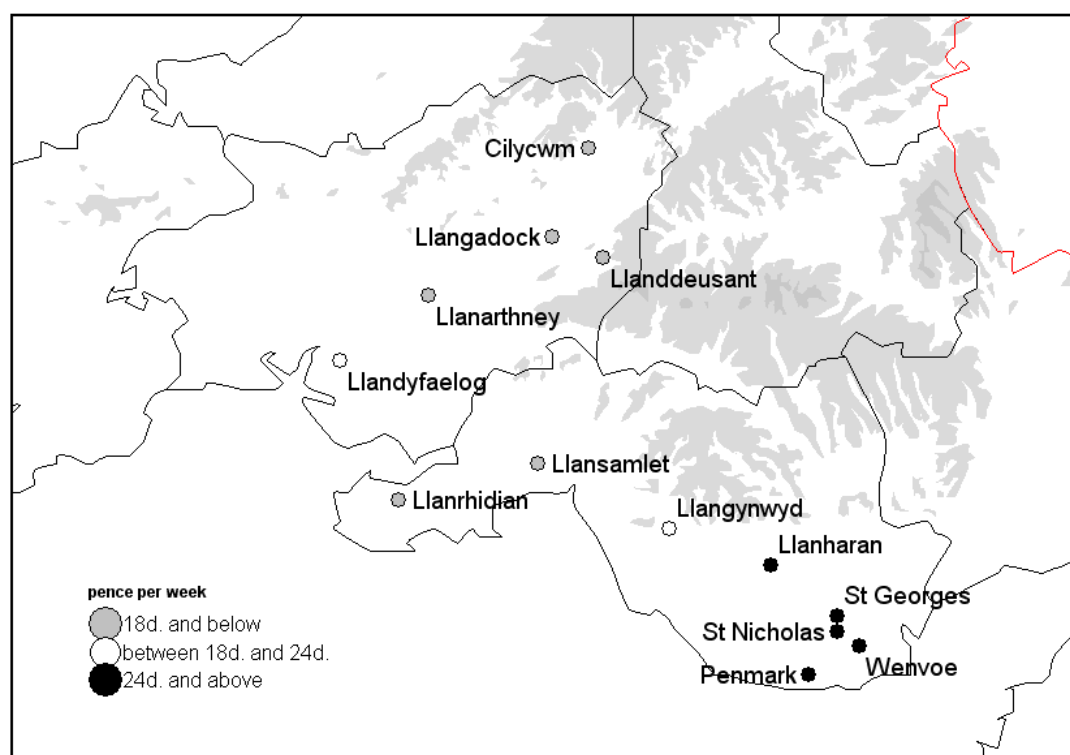 Cilycwm
Llangadock
Llanddeusant
Llanarthney
Llandyfaelog
Llansamlet
Llanrhidian
Llangynwyd
Llanharan
St Georges
St Nicholas
Wenvoe
Penmark
pence per week
18d. and below
between 18d. and 24d.
24d. and above